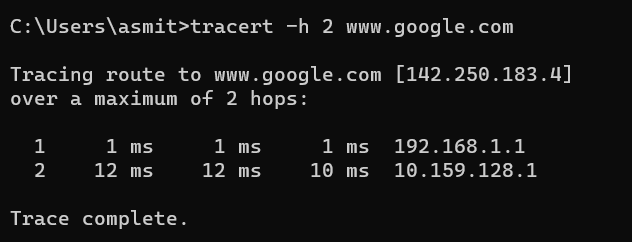 C:\Users\asmit>tracert -h 2 www.google.com
Tracing route to www.google.com [142.250.183.4]
over a maximum of 2 hops:
1 1 ms 1 ms 1 ms 192.168.1.1
2 12 ms 12 ms 10 ms 10.159.128.1
Trace complete.